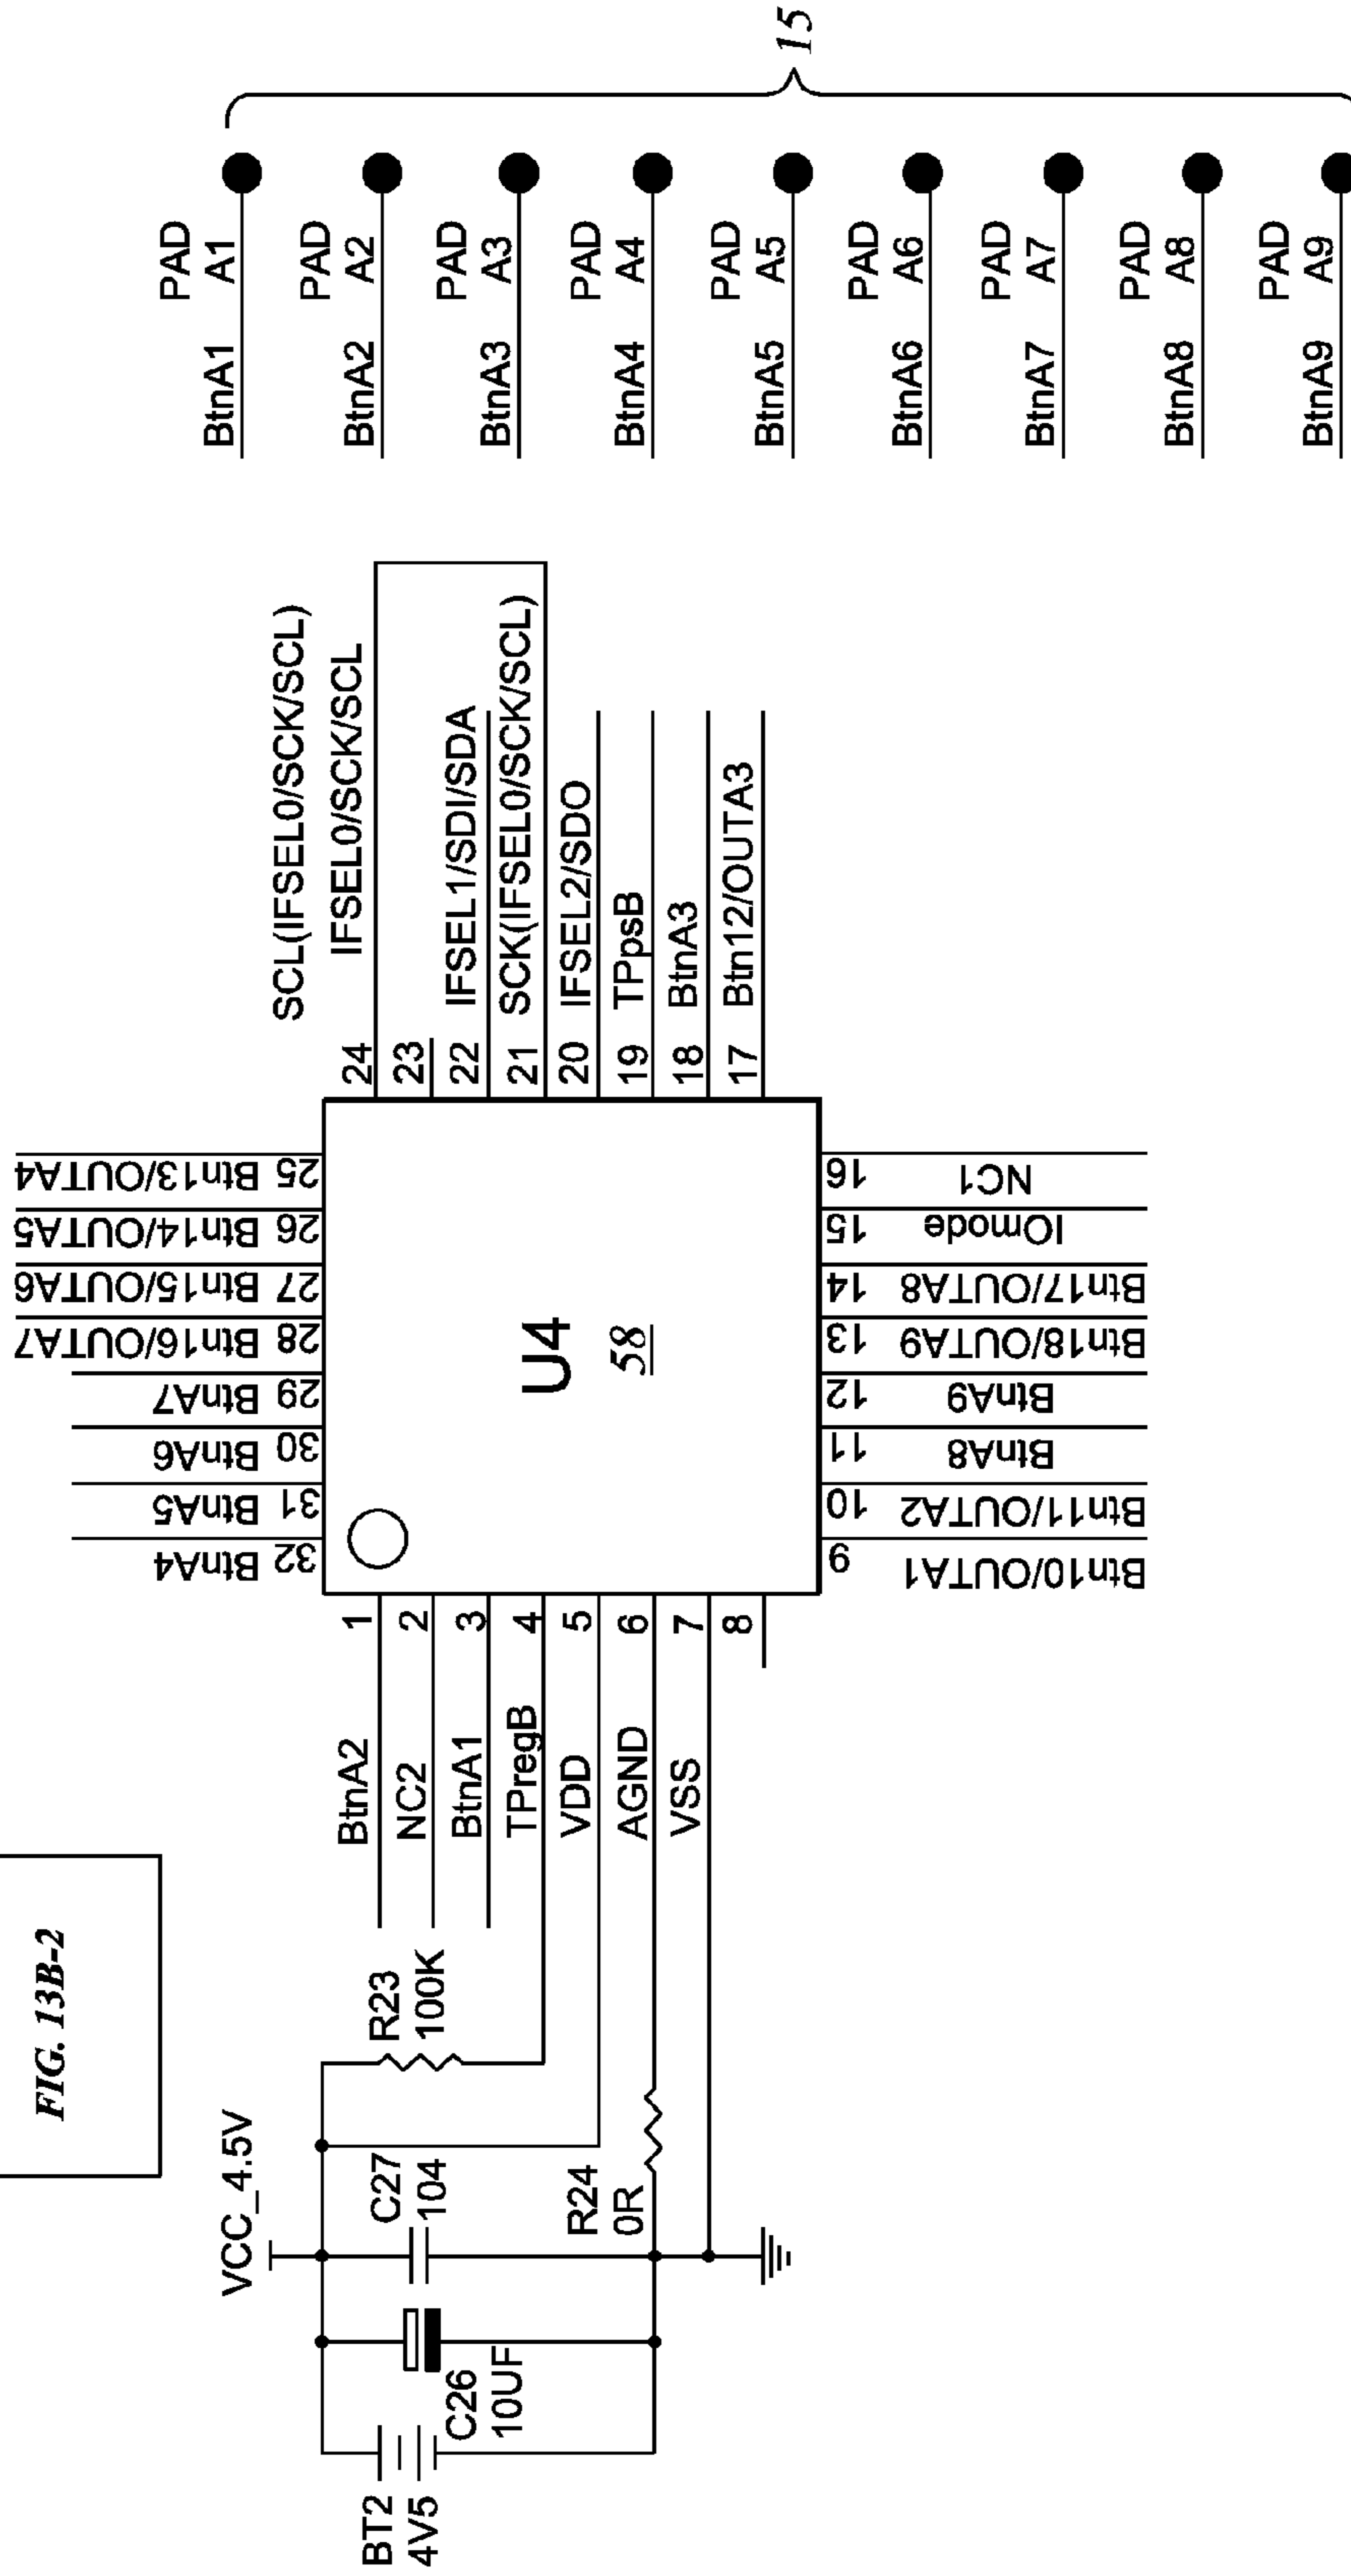 FIG. 13B-2
VCC_4.5V
BT2
4V5
C26
10UF
C27
104
R23
100K
R24
0R
BtnA2
1
NC2
2
BtnA1
3
TPregB
4
VDD
5
AGND
6
VSS
7
8
U4
58
32 BtnA4
31 BtnA5
30 BtnA6
29 BtnA7
28 Btn16/OUTA7
27 Btn15/OUTA6
26 Btn14/OUTA5
25 Btn13/OUTA4
9 Btn10/OUTA1
10 Btn11/OUTA2
11 BtnA8
12 BtnA9
13 Btn18/OUTA9
14 Btn17/OUTA8
15 IOmode
16 NC1
SCL(IFSEL0/SCK/SCL)
24 IFSEL0/SCK/SCL
23
22 IFSEL1/SDI/SDA
21 SCK(IFSEL0/SCK/SCL)
20 IFSEL2/SDO
19 TPpsB
18 BtnA3
17 Btn12/OUTA3
PAD
BtnA1 A1
PAD
BtnA2 A2
PAD
BtnA3 A3
PAD
BtnA4 A4
PAD
BtnA5 A5
PAD
BtnA6 A6
PAD
BtnA7 A7
PAD
BtnA8 A8
PAD
BtnA9 A9
15